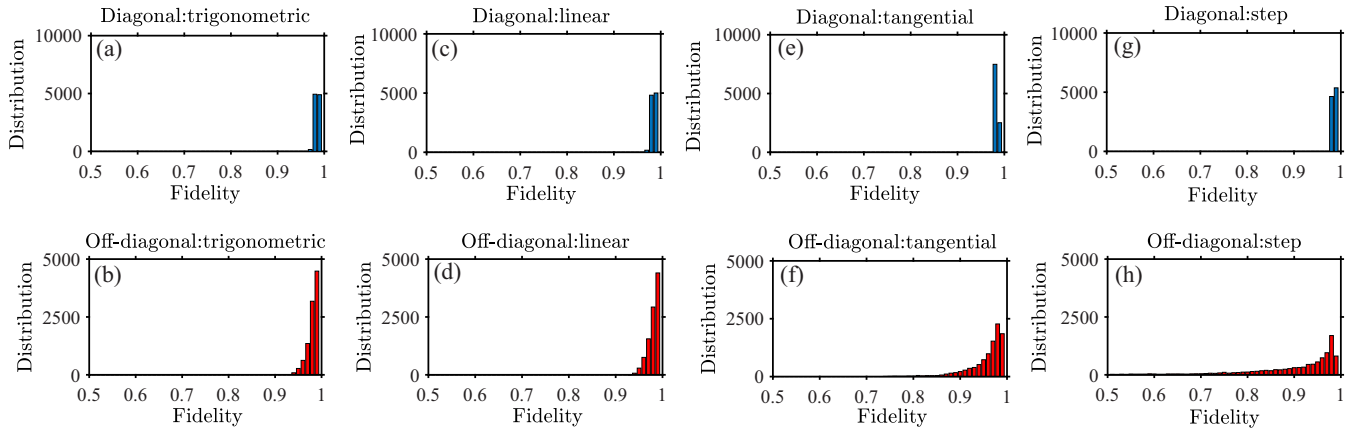 Diagonal:trigonometric
10000
5000
0
Distribution
(a)
0.5 0.6 0.7 0.8 0.9 1
Fidelity
Diagonal:linear
10000
5000
0
Distribution
(c)
0.5 0.6 0.7 0.8 0.9 1
Fidelity
Diagonal:tangential
10000
5000
0
Distribution
(e)
0.5 0.6 0.7 0.8 0.9 1
Fidelity
Diagonal:step
10000
5000
0
Distribution
(g)
0.5 0.6 0.7 0.8 0.9 1
Fidelity
Off-diagonal:trigonometric
5000
2500
0
Distribution
(b)
0.5 0.6 0.7 0.8 0.9 1
Fidelity
Off-diagonal:linear
5000
2500
0
Distribution
(d)
0.5 0.6 0.7 0.8 0.9 1
Fidelity
Off-diagonal:tangential
5000
2500
0
Distribution
(f)
0.5 0.6 0.7 0.8 0.9 1
Fidelity
Off-diagonal:step
5000
2500
0
Distribution
(h)
0.5 0.6 0.7 0.8 0.9 1
Fidelity